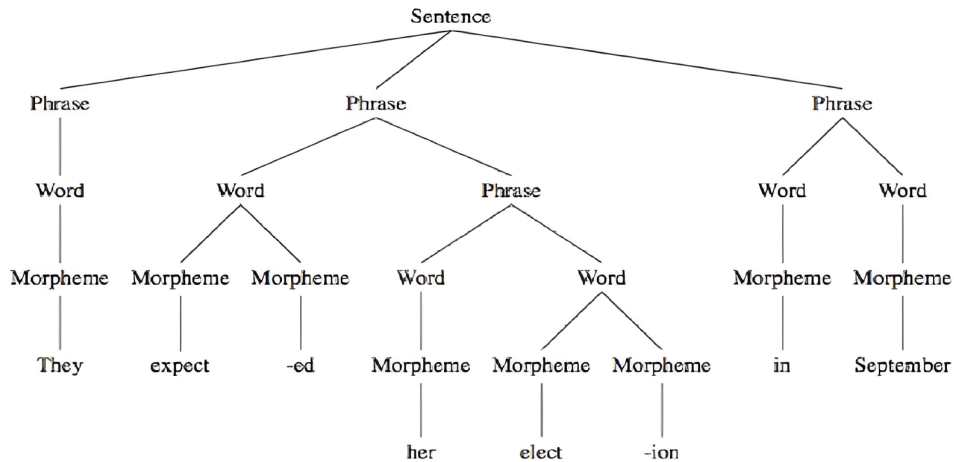 Sentence
Phrase Phrase Phrase
Word Word Phrase Word Word
Morpheme Morpheme Morpheme Word Word Morpheme Morpheme
They expect -ed Morpheme Morpheme Morpheme in September
her elect -ion